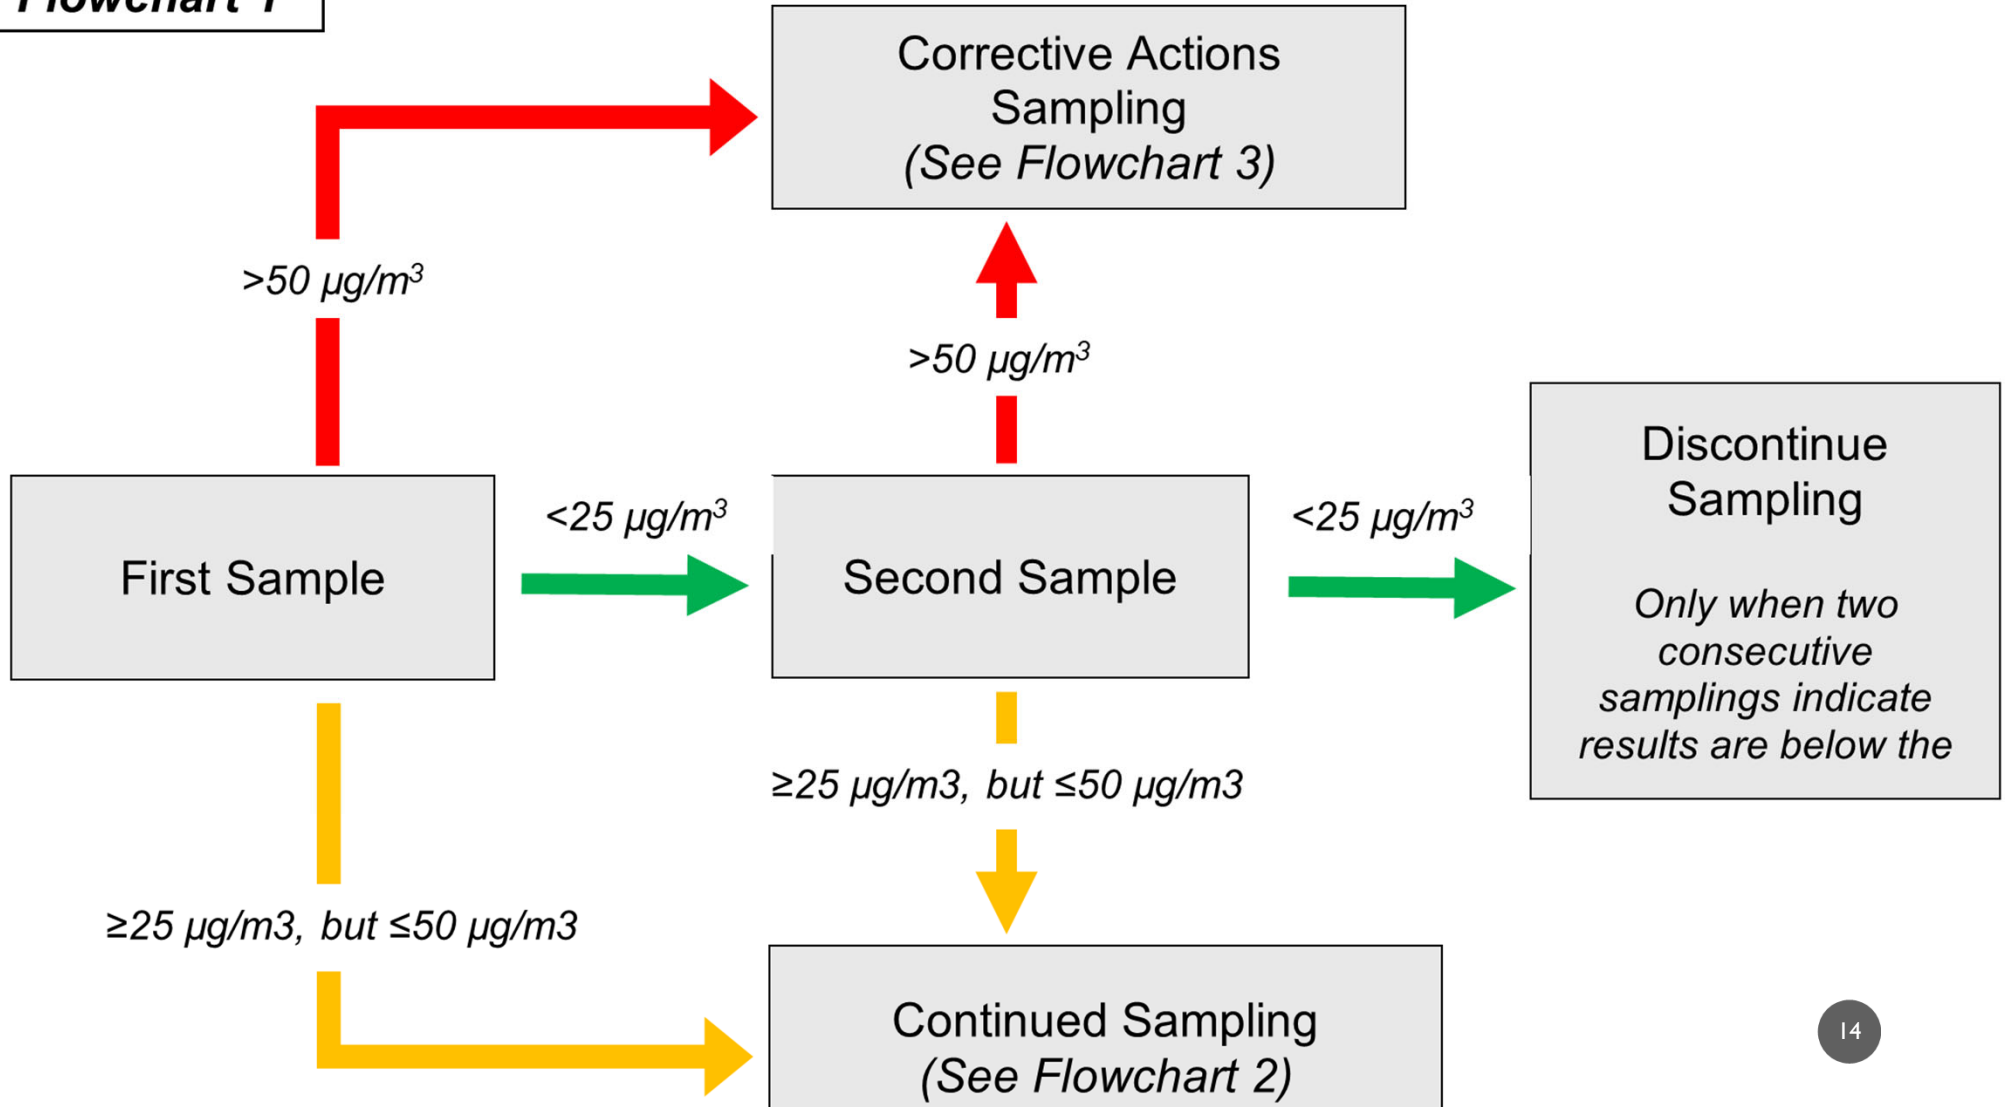 Flowchart 1
Corrective Actions
Sampling
(See Flowchart 3)
>50 µg/m³
>50 µg/m³
Discontinue
Sampling
Only when two
consecutive
samplings indicate
results are below the
First Sample
<25 µg/m³
Second Sample
<25 µg/m³
≥25 µg/m3, but ≤50 µg/m3
≥25 µg/m3, but ≤50 µg/m3
Continued Sampling
(See Flowchart 2)
14